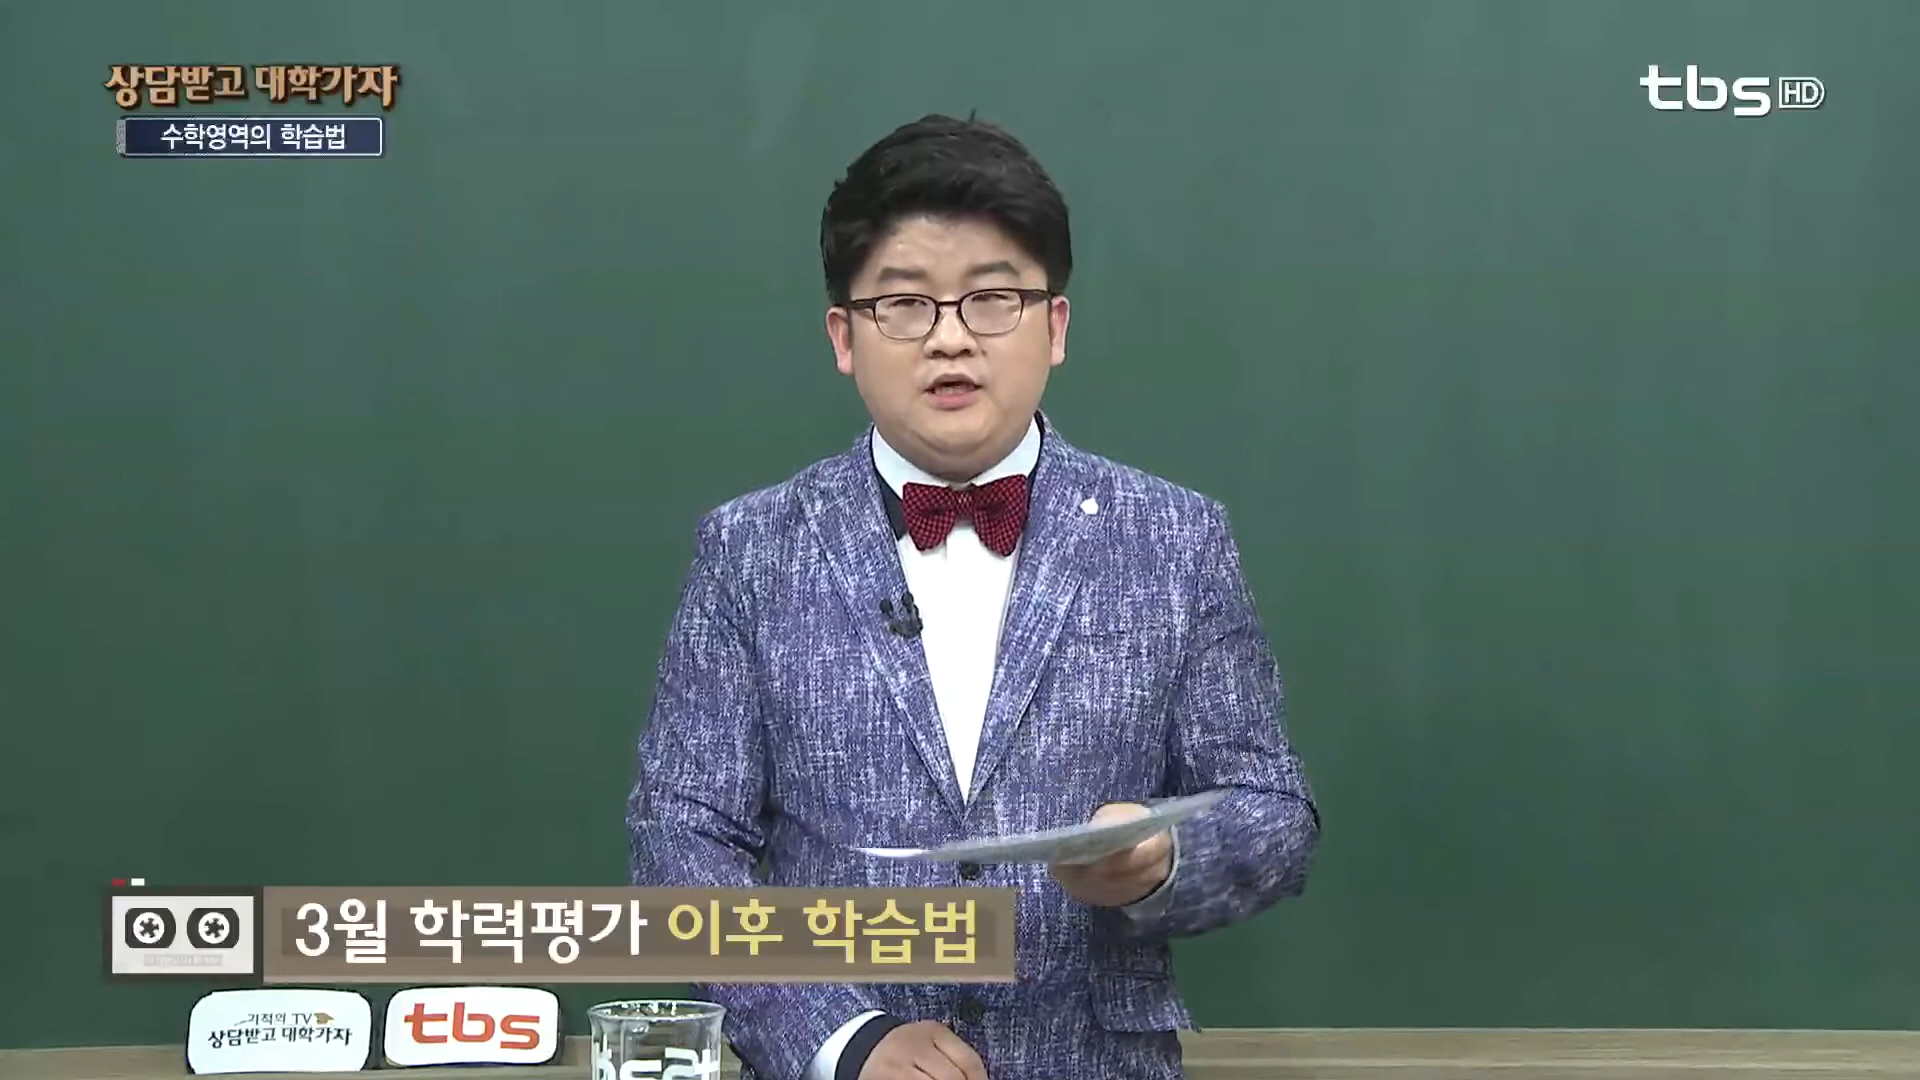 상담받고 대학가자
수학영역의 학습법
tbs HD
3월 학력평가 이후 학습법
기적의 TV
상담받고 대학가자
tbs